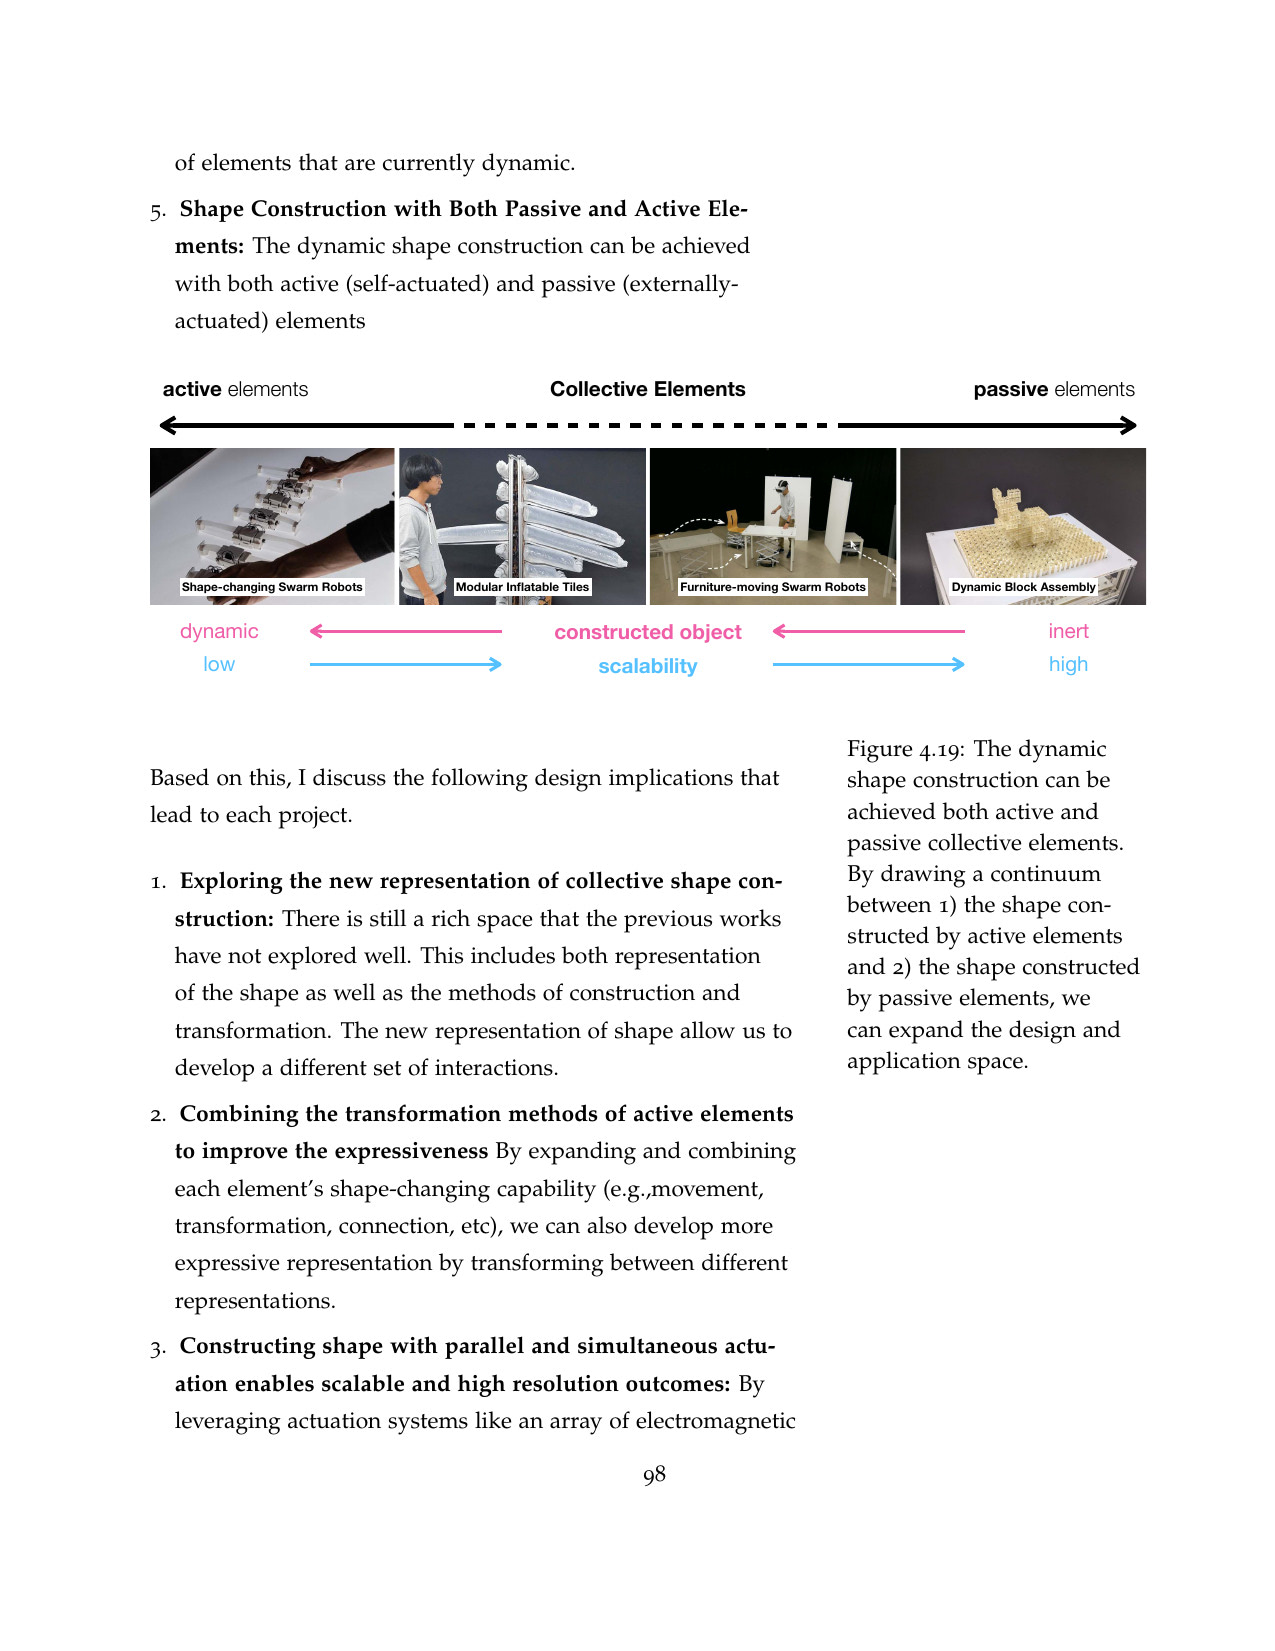 of elements that are currently dynamic.
5. Shape Construction with Both Passive and Active Ele-
ments: The dynamic shape construction can be achieved
with both active (self-actuated) and passive (externally-
actuated) elements
active elements
Collective Elements
passive elements
Shape-changing Swarm Robots
Modular Inflatable Tiles
Furniture-moving Swarm Robots
Dynamic Block Assembly
dynamic
constructed object
inert
low
scalability
high
Based on this, I discuss the following design implications that
lead to each project.
1. Exploring the new representation of collective shape con-
struction: There is still a rich space that the previous works
have not explored well. This includes both representation
of the shape as well as the methods of construction and
transformation. The new representation of shape allow us to
develop a different set of interactions.
2. Combining the transformation methods of active elements
to improve the expressiveness By expanding and combining
each element's shape-changing capability (e.g.,movement,
transformation, connection, etc), we can also develop more
expressive representation by transforming between different
representations.
3. Constructing shape with parallel and simultaneous actu-
ation enables scalable and high resolution outcomes: By
leveraging actuation systems like an array of electromagnetic
Figure 4.19: The dynamic
shape construction can be
achieved both active and
passive collective elements.
By drawing a continuum
between 1) the shape con-
structed by active elements
and 2) the shape constructed
by passive elements, we
can expand the design and
application space.
98